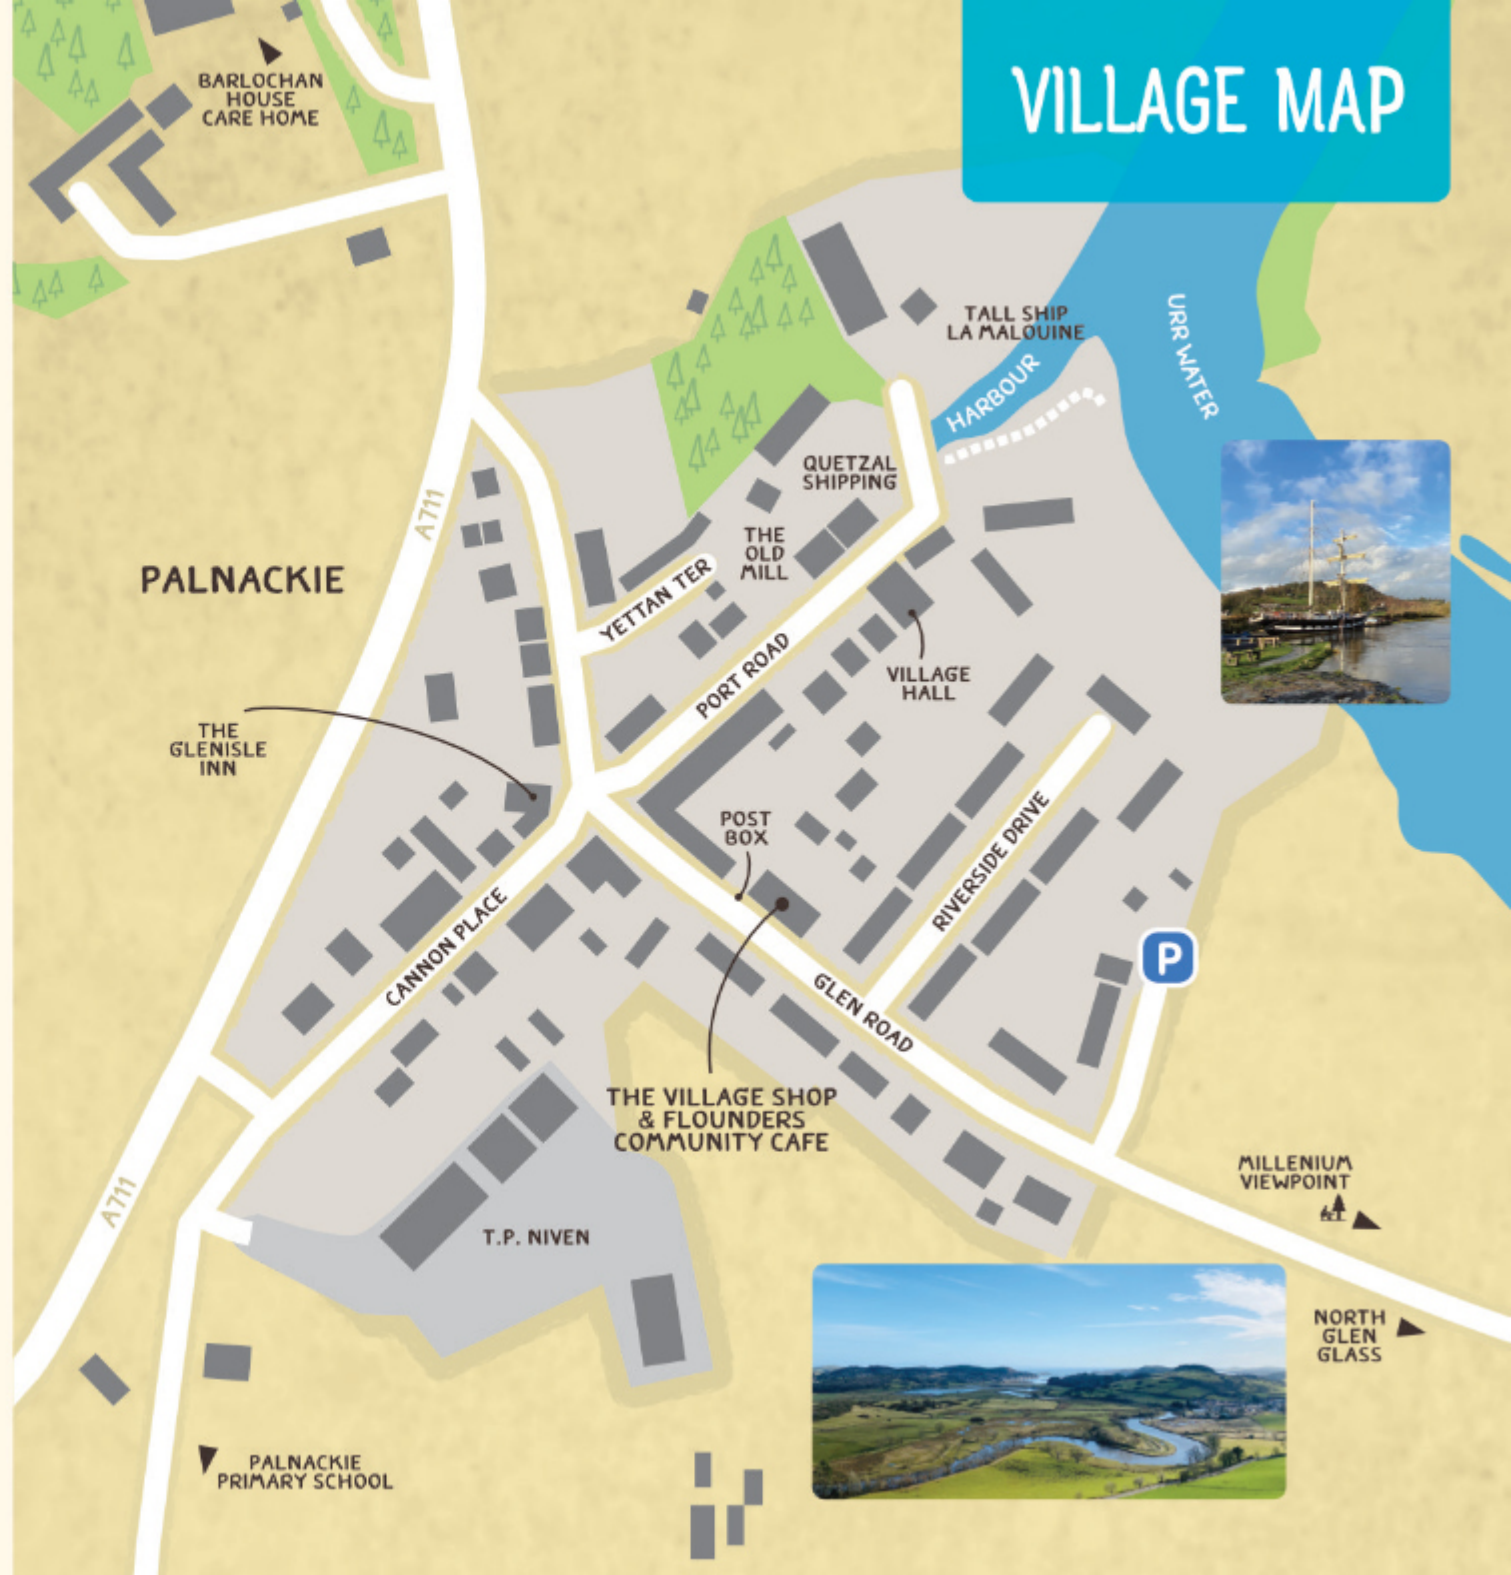 VILLAGE MAP
BARLOCHAN
HOUSE
CARE HOME
TALL SHIP
LA MALOUINE
HARBOUR
URR WATER
A711
QUETZAL
SHIPPING
THE
OLD
MILL
YETTAN TER
PORT ROAD
PALNACKIE
VILLAGE
HALL
THE
GLENISLE
INN
POST
BOX
RIVERSIDE DRIVE
CANNON PLACE
P
GLEN ROAD
THE VILLAGE SHOP
& FLOUNDERS
COMMUNITY CAFE
A711
T.P. NIVEN
MILLENIUM
VIEWPOINT
NORTH
GLEN
GLASS
PALNACKIE
PRIMARY SCHOOL